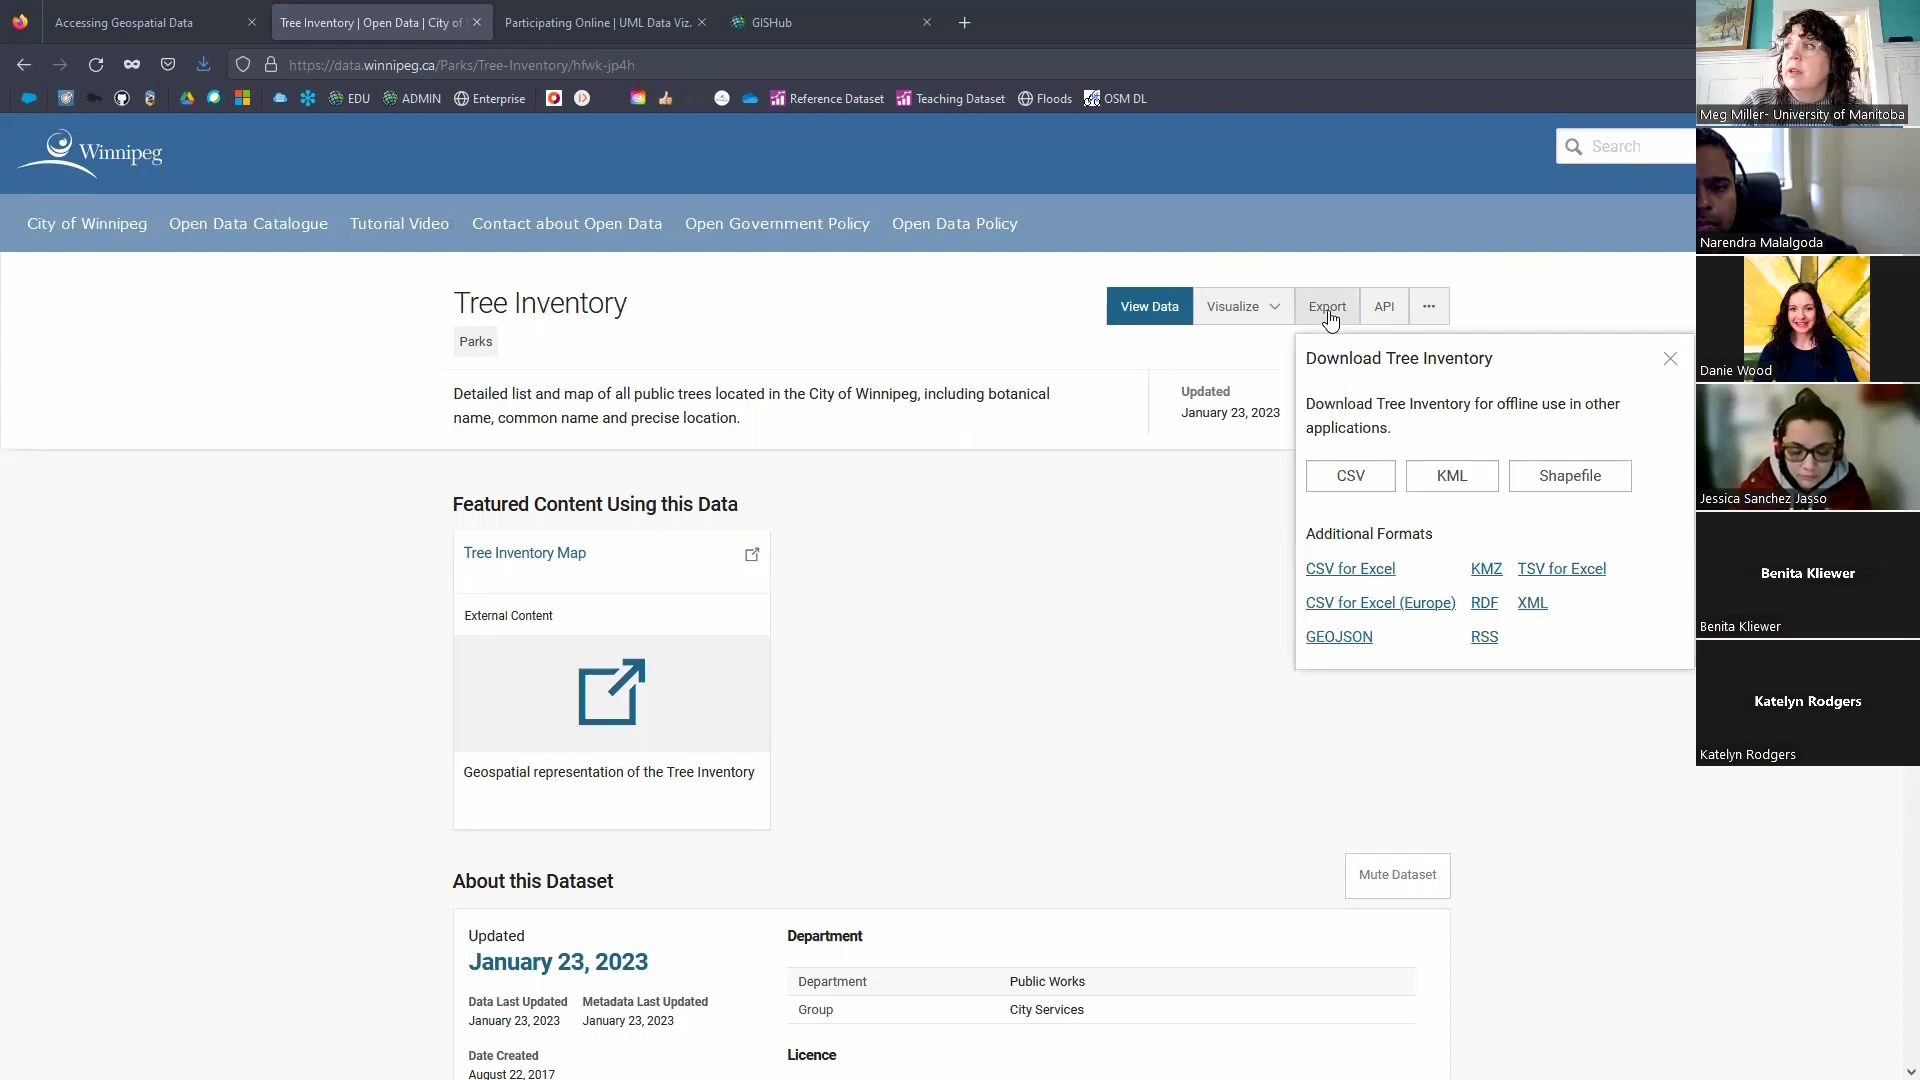 Accessing Geospatial Data
Tree Inventory | Open Data | City of
Participating Online | UML Data Viz.
GISHub
https://data.winnipeg.ca/Parks/Tree-Inventory/hfwk-jp4h
EDU
ADMIN
Enterprise
Reference Dataset
Teaching Dataset
Floods
OSM DL
Winnipeg
Search
City of Winnipeg
Open Data Catalogue
Tutorial Video
Contact about Open Data
Open Government Policy
Open Data Policy
Tree Inventory
Parks
View Data
Visualize
Export
API
Detailed list and map of all public trees located in the City of Winnipeg, including botanical
name, common name and precise location.
Updated
January 23, 2023
Download Tree Inventory
Download Tree Inventory for offline use in other
applications.
CSV
KML
Shapefile
Additional Formats
CSV for Excel
KMZ
TSV for Excel
CSV for Excel (Europe)
RDF
XML
GEOJSON
RSS
Featured Content Using this Data
Tree Inventory Map
External Content
Geospatial representation of the Tree Inventory
About this Dataset
Mute Dataset
Updated
January 23, 2023
Data Last Updated
Metadata Last Updated
January 23, 2023
January 23, 2023
Date Created
August 22, 2017
Department
Department
Public Works
Group
City Services
Licence
Meg Miller- University of Manitoba
Narendra Malalgoda
Danie Wood
Jessica Sanchez Jasso
Benita Kliewer
Benita Kliewer
Katelyn Rodgers
Katelyn Rodgers